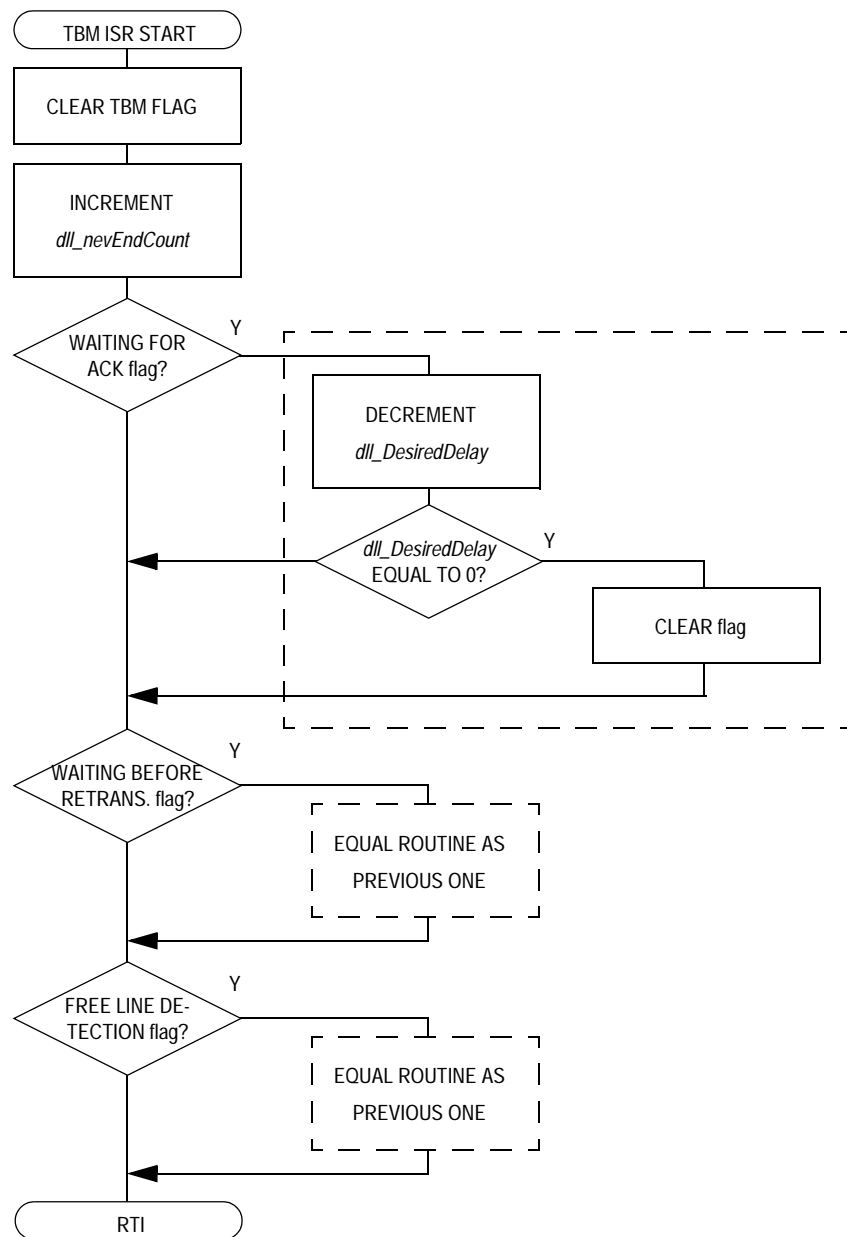 TBM ISR START
CLEAR TBM FLAG
INCREMENT
dll_nevEndCount
Y
WAITING FOR
ACK flag?
DECREMENT
dll_DesiredDelay
Y
dll_DesiredDelay
EQUAL TO 0?
CLEAR flag
Y
WAITING BEFORE
RETRANS. flag?
EQUAL ROUTINE AS
PREVIOUS ONE
Y
FREE LINE DE-
TECTION flag?
EQUAL ROUTINE AS
PREVIOUS ONE
RTI